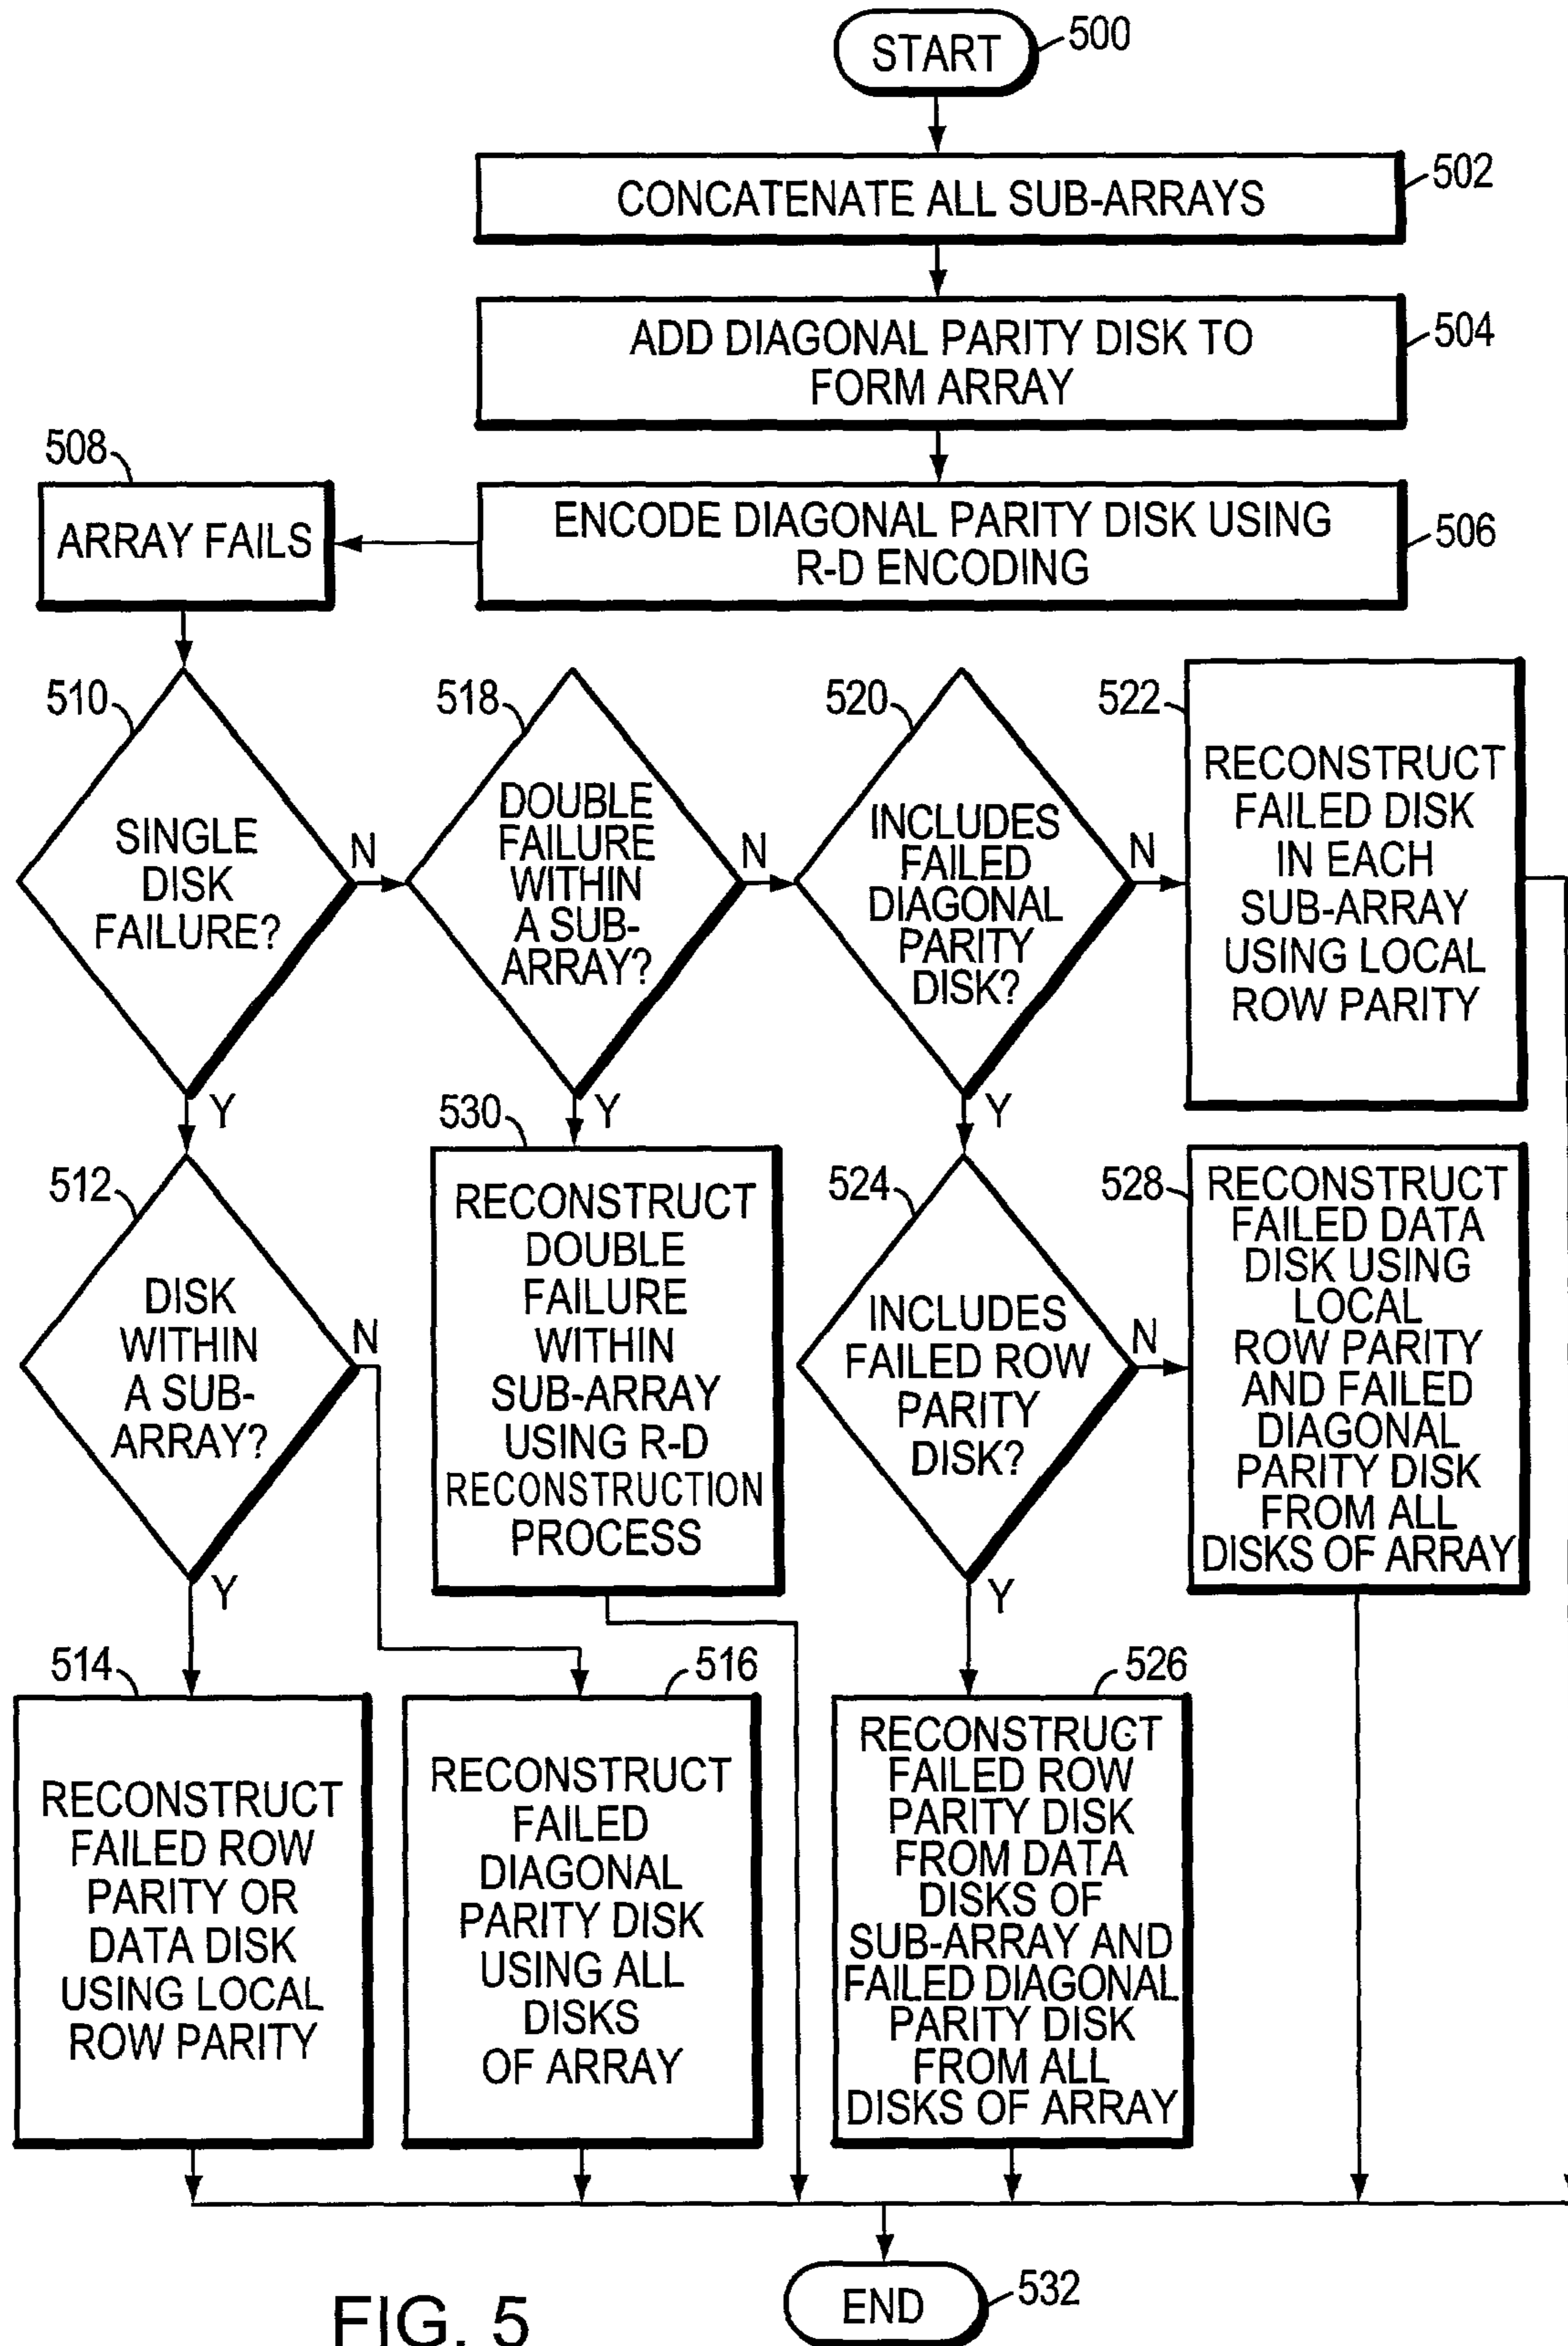 START
500
CONCATENATE ALL SUB-ARRAYS
502
ADD DIAGONAL PARITY DISK TO
FORM ARRAY
504
508
ARRAY FAILS
ENCODE DIAGONAL PARITY DISK USING
R-D ENCODING
506
510
SINGLE
DISK
FAILURE?
N
Y
518
DOUBLE
FAILURE
WITHIN
A SUB-
ARRAY?
N
Y
520
INCLUDES
FAILED
DIAGONAL
PARITY
DISK?
N
Y
522
RECONSTRUCT
FAILED DISK
IN EACH
SUB-ARRAY
USING LOCAL
ROW PARITY
512
DISK
WITHIN
A SUB-
ARRAY?
N
Y
530
RECONSTRUCT
DOUBLE
FAILURE
WITHIN
SUB-ARRAY
USING R-D
RECONSTRUCTION
PROCESS
524
INCLUDES
FAILED ROW
PARITY
DISK?
N
Y
528
RECONSTRUCT
FAILED DATA
DISK USING
LOCAL
ROW PARITY
AND FAILED
DIAGONAL
PARITY DISK
FROM ALL
DISKS OF ARRAY
514
RECONSTRUCT
FAILED ROW
PARITY OR
DATA DISK
USING LOCAL
ROW PARITY
516
RECONSTRUCT
FAILED
DIAGONAL
PARITY DISK
USING ALL
DISKS
OF ARRAY
526
RECONSTRUCT
FAILED ROW
PARITY DISK
FROM DATA
DISKS OF
SUB-ARRAY AND
FAILED DIAGONAL
PARITY DISK
FROM ALL
DISKS OF ARRAY
END
532
FIG. 5